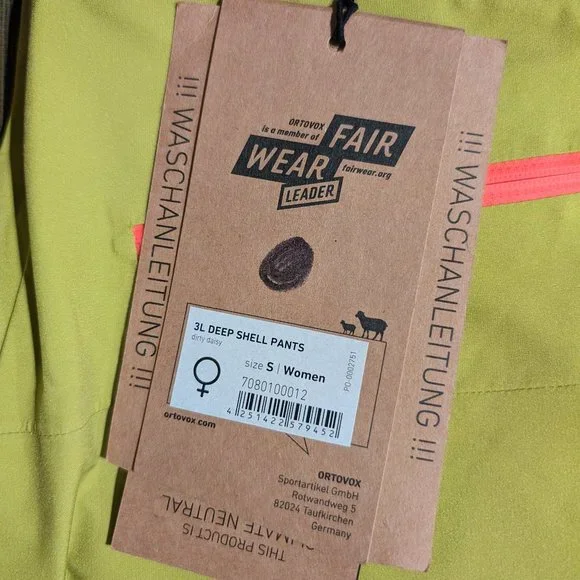 ORTOVOX
is a member of
FAIR
WEAR
fairwear.org
LEADER
¡¡¡ WASCHANLEITUNG ¡¡¡
¡¡¡ WASCHANLEITUNG ¡¡¡
3L DEEP SHELL PANTS
dirty daisy
size S | Women
7080100012
4 251422 579452
PO-0002751
ortovox.com
ORTOVOX
Sportartikel GmbH
Rotwandweg 5
82024 Taufkirchen
Germany
THIS PRODUCT IS
CLIMATE NEUTRAL